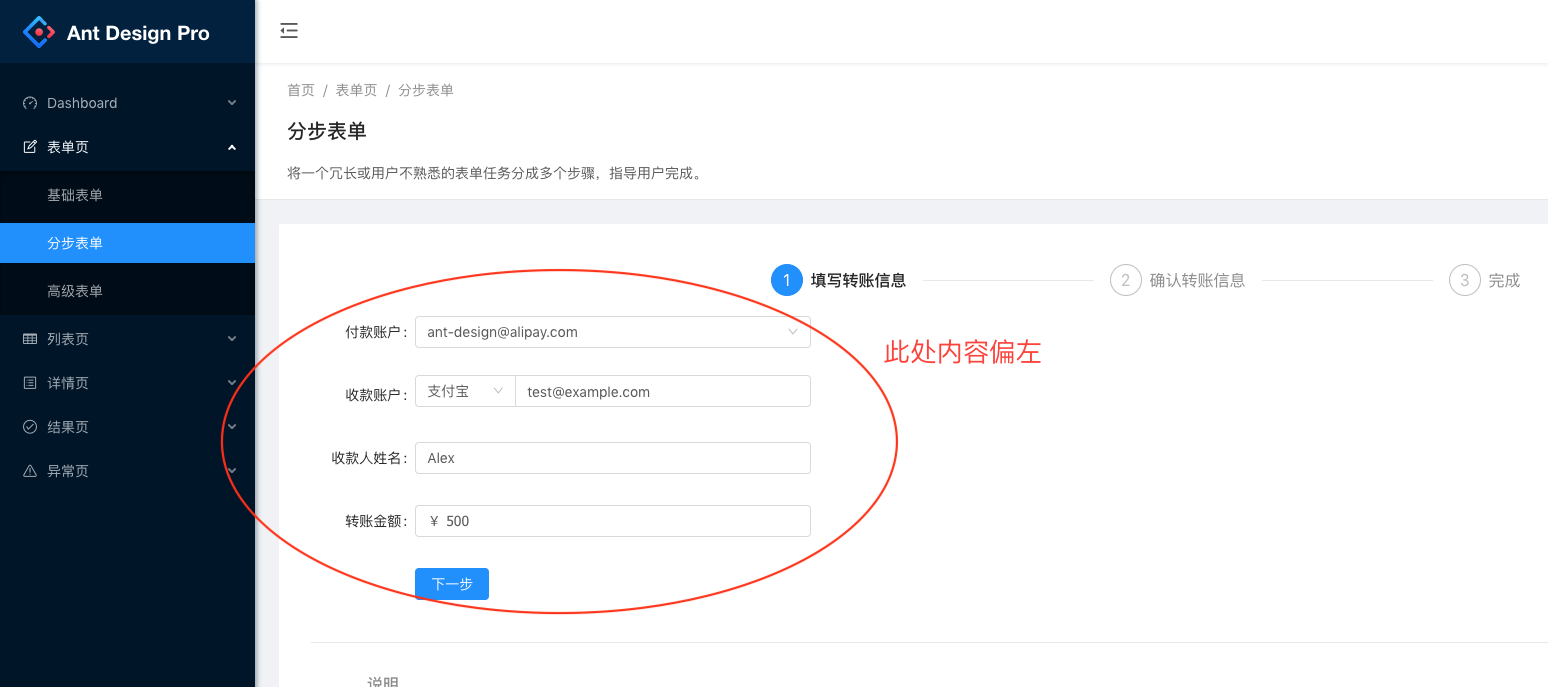 Ant Design Pro
Dashboard
表单页
基础表单
分步表单
高级表单
列表页
详情页
结果页
异常页
首页 / 表单页 / 分步表单
分步表单
将一个冗长或用户不熟悉的表单任务分成多个步骤，指导用户完成。
1 填写转账信息 2 确认转账信息 3 完成
付款账户: ant-design@alipay.com
此处内容偏左
收款账户: 支付宝 test@example.com
收款人姓名: Alex
转账金额: ¥ 500
下一步
说明